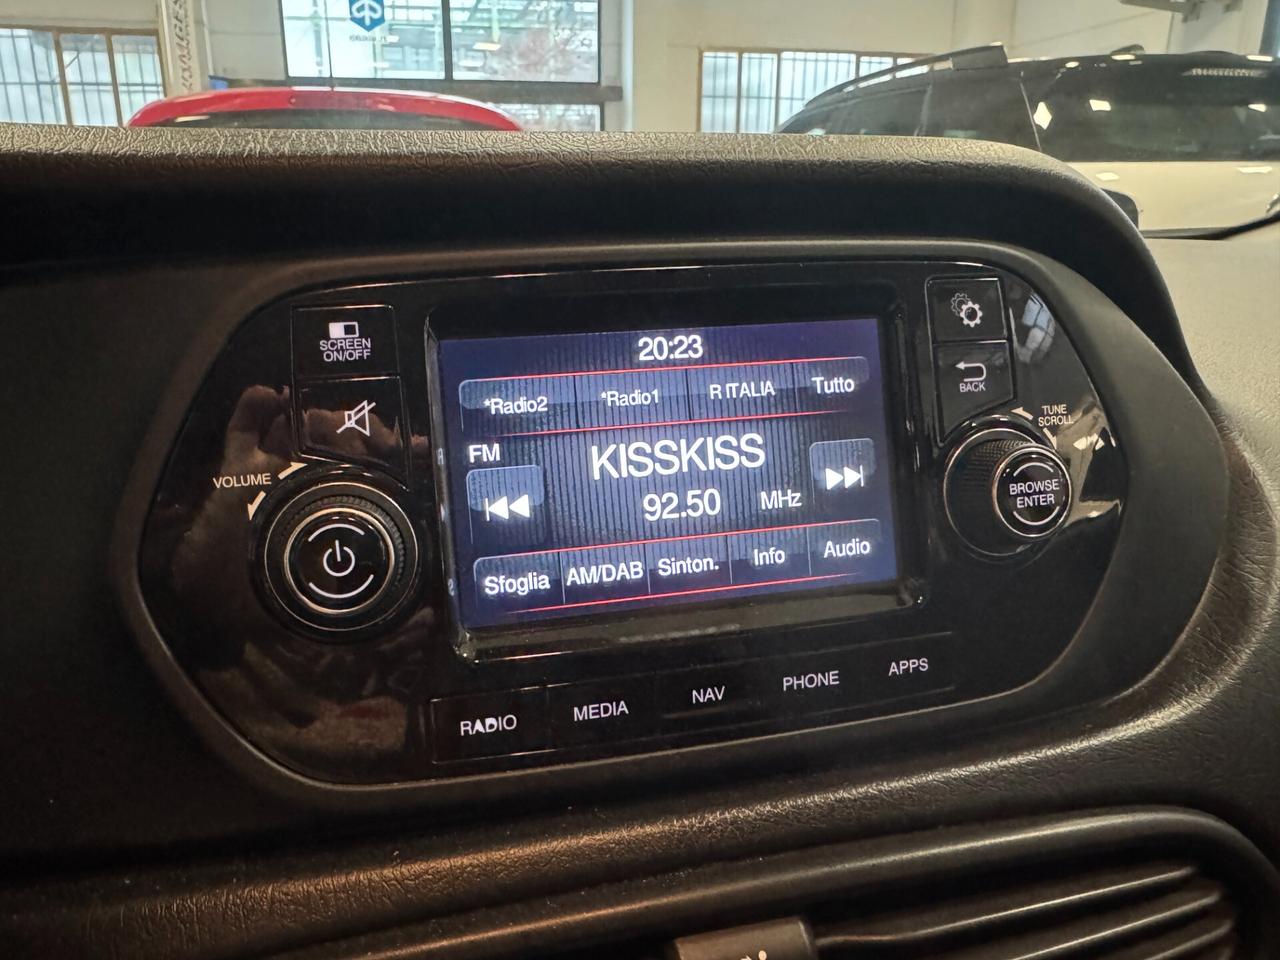 SCREEN
ON/OFF
VOLUME
20:23
*Radio2 *Radio1 R ITALIA Tutto
FM
KISSKISS
92.50 MHz
Sfoglia AM/DAB Sinton. Info Audio
BACK
TUNE
SCROLL
BROWSE
ENTER
RADIO MEDIA NAV PHONE APPS